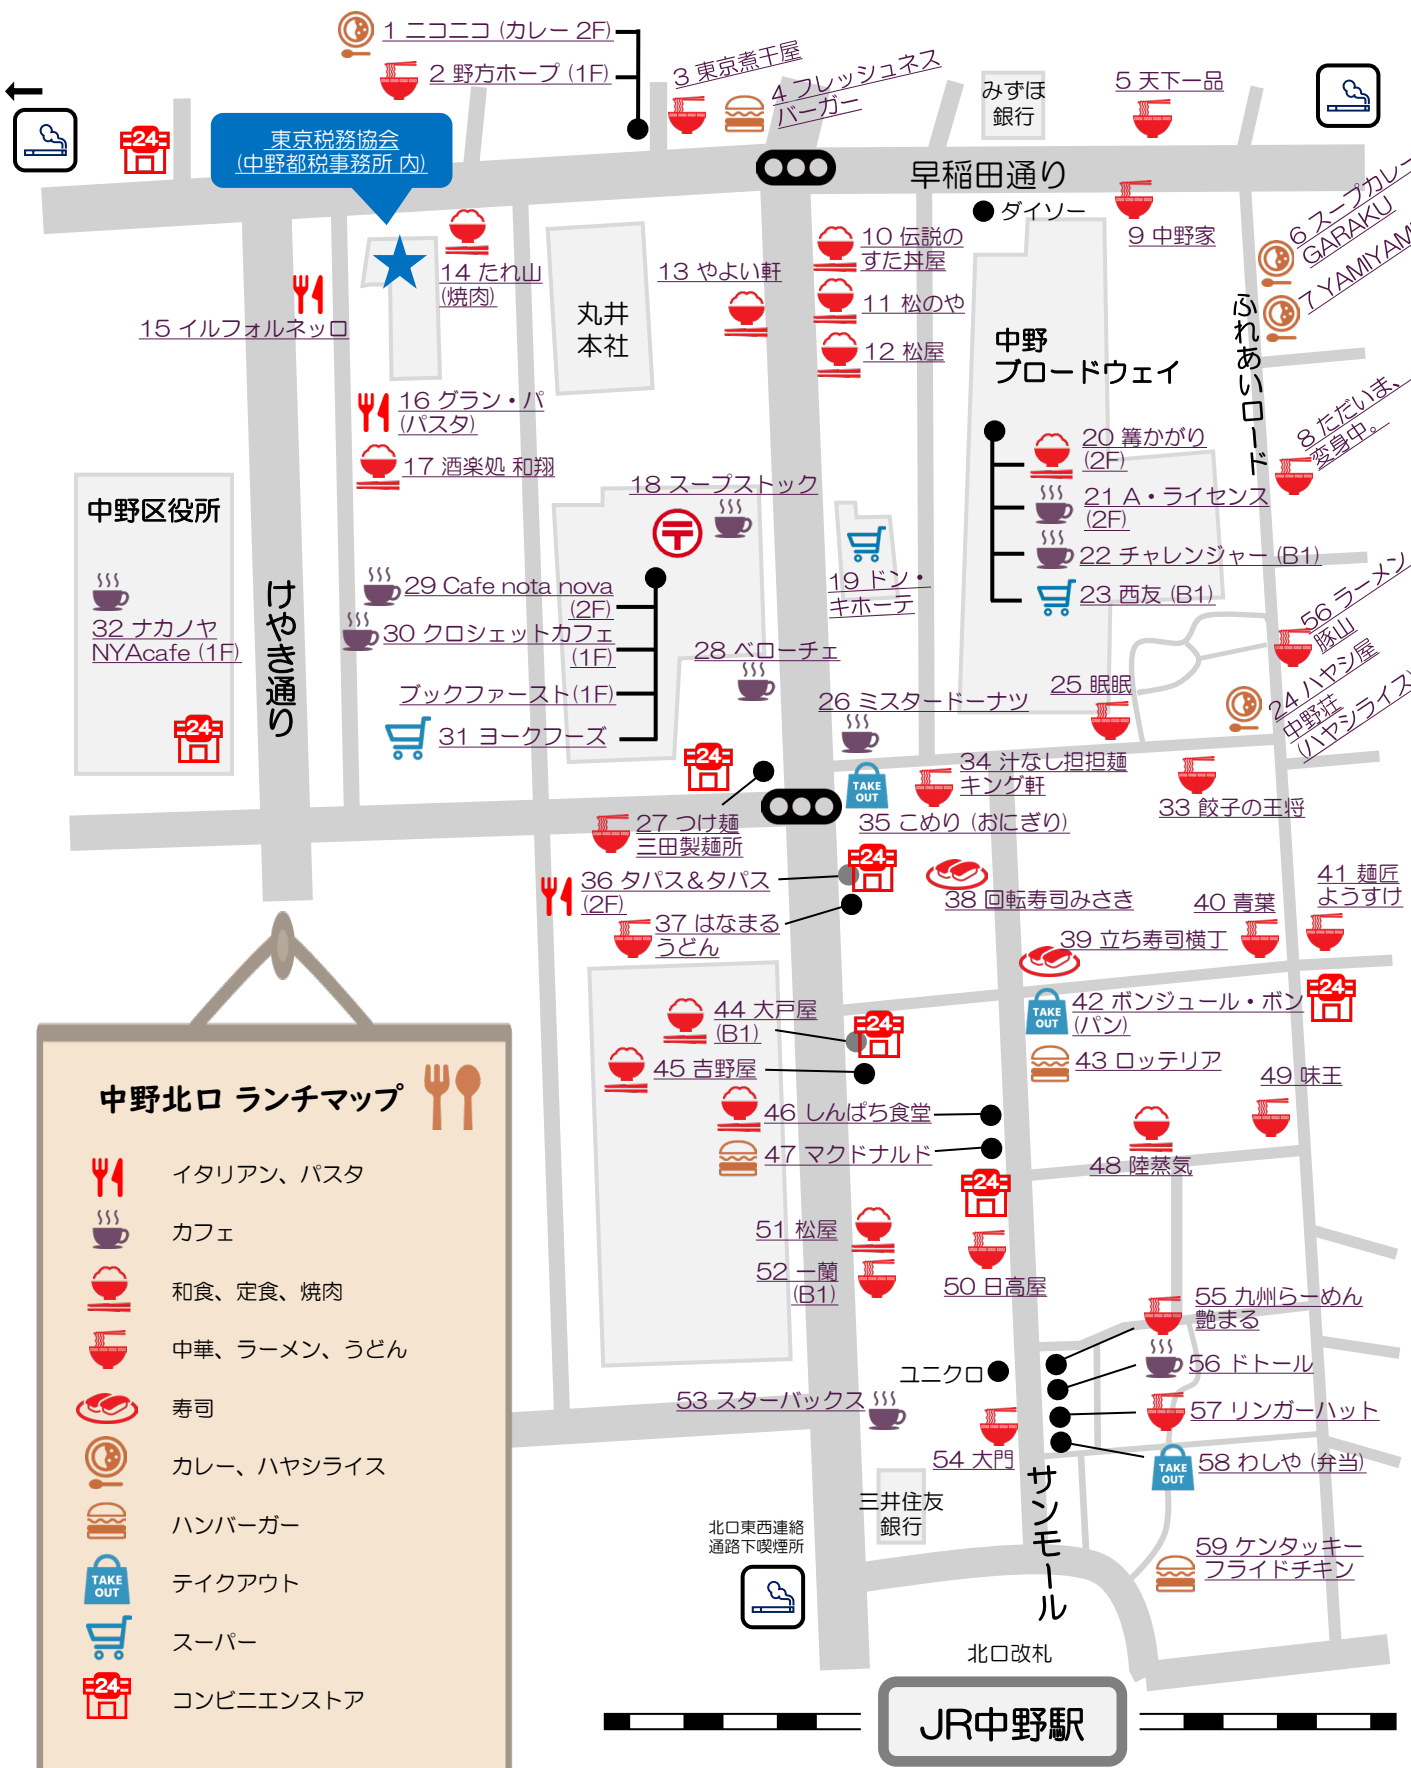 1 ニコニコ (カレー 2F)
2 野方ホープ (1F)
3 東京煮干屋
4 フレッシュネス
バーガー
みずほ
銀行
5 天下一品
24
東京税務協会
(中野都税事務所 内)
早稲田通り
ダイソー
6 スープカレー
GARAKU
7 YAMIYAMI
9 中野家
10 伝説の
すた丼屋
11 松のや
12 松屋
13 やよい軒
14 たれ山
(焼肉)
15 イルフォルネッロ
丸井
本社
中野
ブロードウェイ
ふれあいロード
8 ただいま、
変身中。
16 グラン・パ
(パスタ)
17 酒楽処 和翔
18 スープストック
20 篝かがり
(2F)
21 A・ライセンス
(2F)
22 チャレンジャー (B1)
23 西友 (B1)
19 ドン・
キホーテ
中野区役所
32 ナカノヤ
NYAcafe (1F)
24
けやき通り
29 Cafe nota nova
(2F)
30 クロシェットカフェ
(1F)
ブックファースト(1F)
31 ヨークフーズ
28 ベローチェ
26 ミスタードーナツ
25 眠眠
56 ラーメン
豚山
24 ハヤシ屋
中野荘
(ハヤシライス)
24
TAKE
OUT
34 汁なし担担麺
キング軒
33 餃子の王将
35 こめり (おにぎり)
27 つけ麺
三田製麺所
24
36 タパス＆タパス
(2F)
37 はなまる
うどん
38 回転寿司みさき
39 立ち寿司横丁
40 青葉
41 麺匠
ようすけ
TAKE
OUT
42 ボンジュール・ボン
(パン)
24
43 ロッテリア
44 大戸屋
(B1)
24
45 吉野屋
46 しんぱち食堂
47 マクドナルド
24
48 陸蒸気
49 味王
50 日高屋
51 松屋
52 一蘭
(B1)
ユニクロ
53 スターバックス
54 大門
55 九州らーめん
艶まる
56 ドトール
57 リンガーハット
TAKE
OUT
58 わしや (弁当)
サンモール
三井住友
銀行
北口東西連絡
通路下喫煙所
59 ケンタッキー
フライドチキン
北口改札
JR中野駅
中野北口 ランチマップ
イタリアン、パスタ
カフェ
和食、定食、焼肉
中華、ラーメン、うどん
寿司
カレー、ハヤシライス
ハンバーガー
TAKE
OUT
テイクアウト
スーパー
24
コンビニエンストア